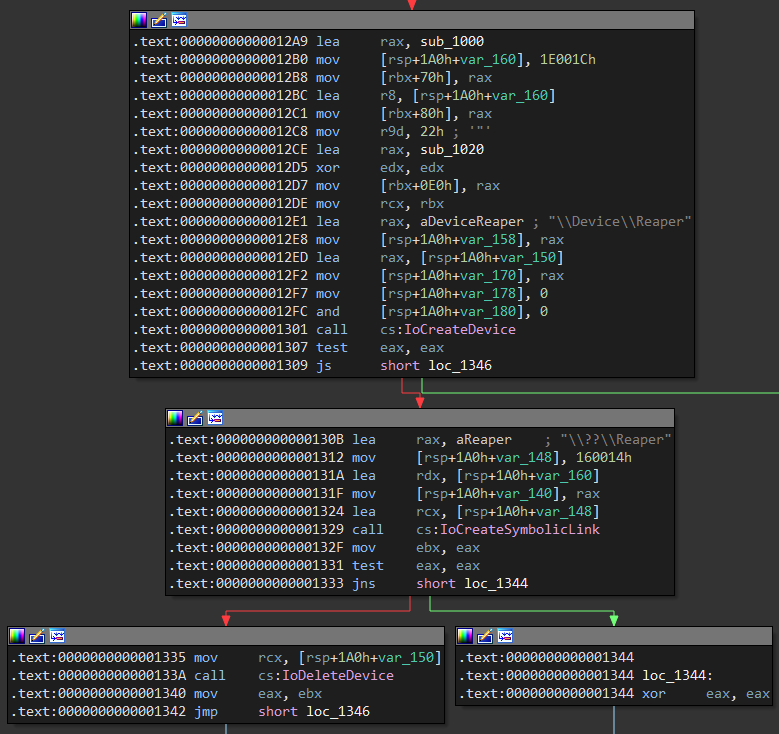 .text:00000000000012A9 lea rax, sub_1000
.text:00000000000012B0 mov [rsp+1A0h+var_160], 1E001Ch
.text:00000000000012B8 mov [rbx+70h], rax
.text:00000000000012BC lea r8, [rsp+1A0h+var_160]
.text:00000000000012C1 mov [rbx+80h], rax
.text:00000000000012C8 mov r9d, 22h ; '"'
.text:00000000000012CE lea rax, sub_1020
.text:00000000000012D5 xor edx, edx
.text:00000000000012D7 mov [rbx+0E0h], rax
.text:00000000000012DE mov rcx, rbx
.text:00000000000012E1 lea rax, aDeviceReaper ; "\\Device\\Reaper"
.text:00000000000012E8 mov [rsp+1A0h+var_158], rax
.text:00000000000012ED lea rax, [rsp+1A0h+var_150]
.text:00000000000012F2 mov [rsp+1A0h+var_170], rax
.text:00000000000012F7 mov [rsp+1A0h+var_178], 0
.text:00000000000012FC and [rsp+1A0h+var_180], 0
.text:0000000000001301 call cs:IoCreateDevice
.text:0000000000001307 test eax, eax
.text:0000000000001309 js short loc_1346
.text:000000000000130B lea rax, aReaper ; "\\??\\Reaper"
.text:0000000000001312 mov [rsp+1A0h+var_148], 160014h
.text:000000000000131A lea rdx, [rsp+1A0h+var_160]
.text:000000000000131F mov [rsp+1A0h+var_140], rax
.text:0000000000001324 lea rcx, [rsp+1A0h+var_148]
.text:0000000000001329 call cs:IoCreateSymbolicLink
.text:000000000000132F mov ebx, eax
.text:0000000000001331 test eax, eax
.text:0000000000001333 jns short loc_1344
.text:0000000000001335 mov rcx, [rsp+1A0h+var_150]
.text:000000000000133A call cs:IoDeleteDevice
.text:0000000000001340 mov eax, ebx
.text:0000000000001342 jmp short loc_1346
.text:0000000000001344
.text:0000000000001344 loc_1344:
.text:0000000000001344 xor eax, eax